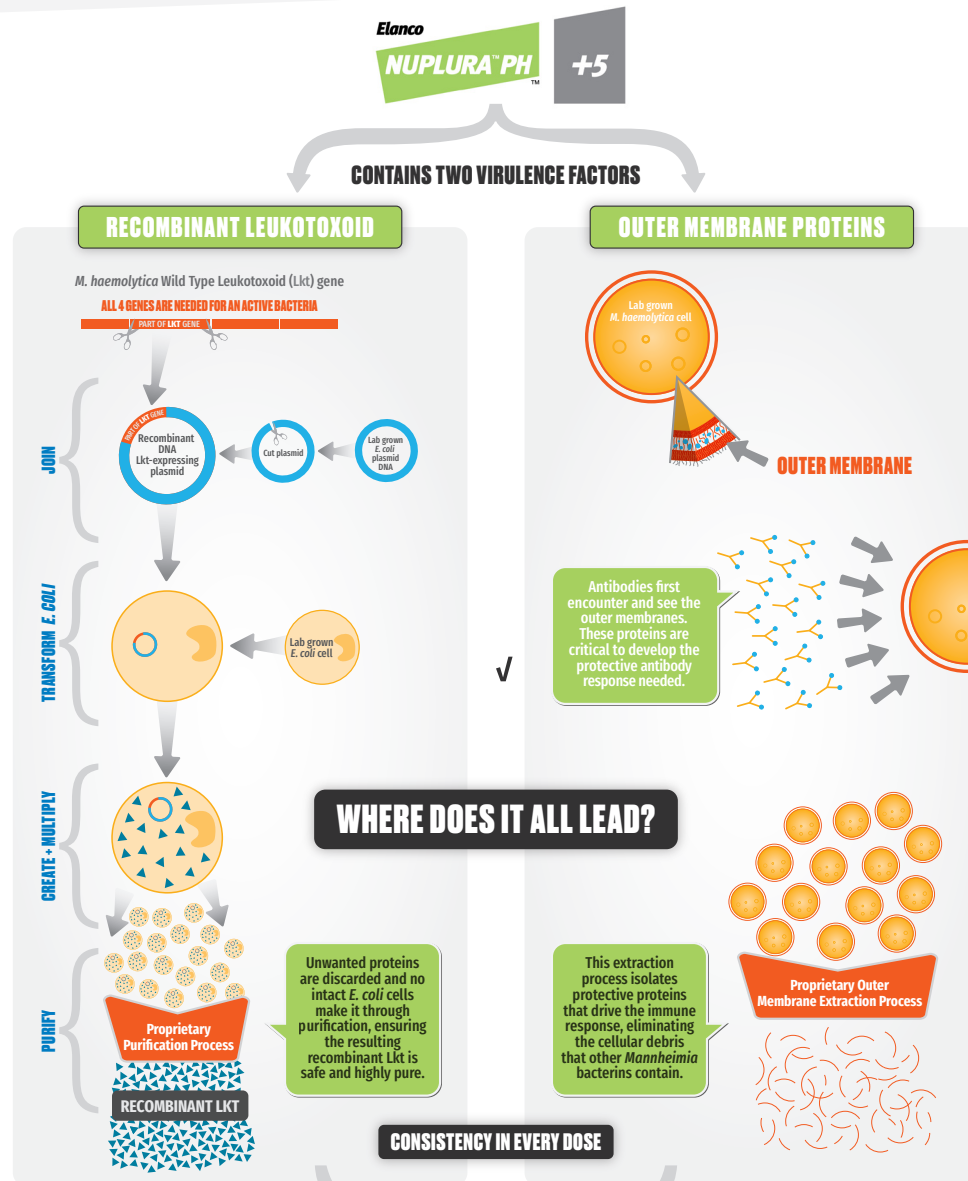 Elanco
NUPLURA™ PH
™
+5
CONTAINS TWO VIRULENCE FACTORS
RECOMBINANT LEUKOTOXOID
M. haemolytica Wild Type Leukotoxoid (Lkt) gene
ALL 4 GENES ARE NEEDED FOR AN ACTIVE BACTERIA
PART OF LKT GENE
JOIN
PART OF LKT GENE
Recombinant
DNA
Lkt-expressing
plasmid
Cut plasmid
Lab grown
E. coli
plasmid
DNA
TRANSFORM E. COLI
Lab grown
E. coli cell
CREATE + MULTIPLY
PURIFY
Proprietary
Purification Process
RECOMBINANT LKT
Unwanted proteins
are discarded and no
intact E. coli cells
make it through
purification, ensuring
the resulting
recombinant Lkt is
safe and highly pure.
√
OUTER MEMBRANE PROTEINS
Lab grown
M. haemolytica cell
OUTER MEMBRANE
Antibodies first
encounter and see the
outer membranes.
These proteins are
critical to develop the
protective antibody
response needed.
WHERE DOES IT ALL LEAD?
This extraction
process isolates
protective proteins
that drive the immune
response, eliminating
the cellular debris
that other Mannheimia
bacterins contain.
Proprietary Outer
Membrane Extraction Process
CONSISTENCY IN EVERY DOSE